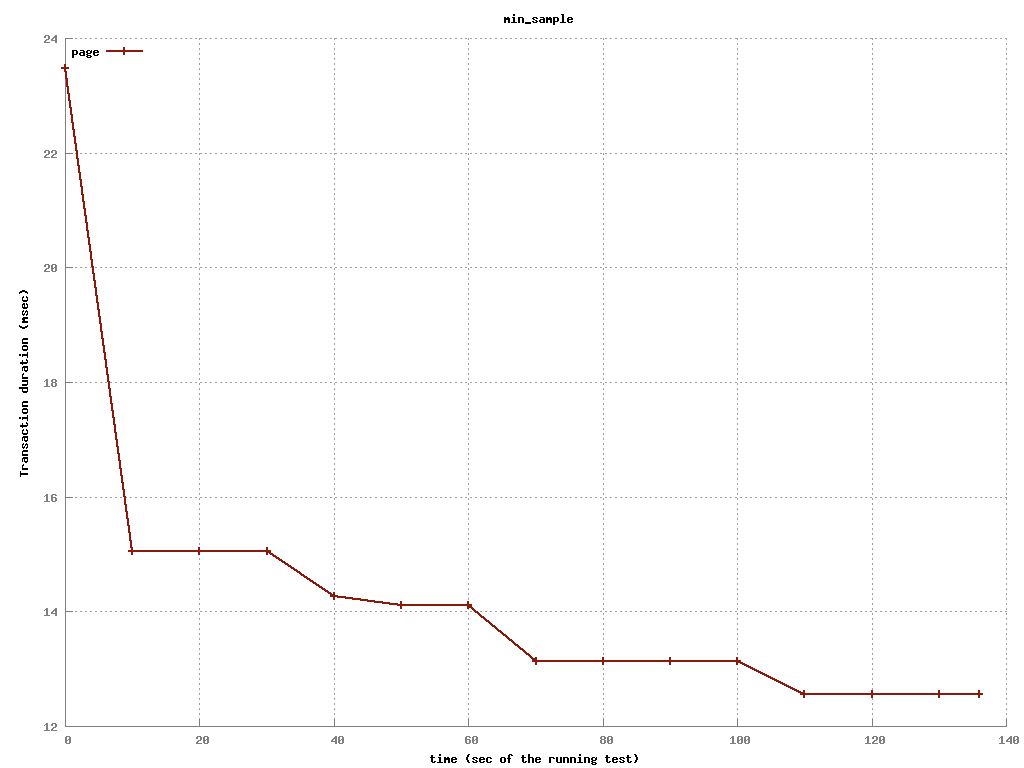 min_sample
24
page
22
20
18
16
14
12
Transaction duration (msec)
0 20 40 60 80 100 120 140
time (sec of the running test)